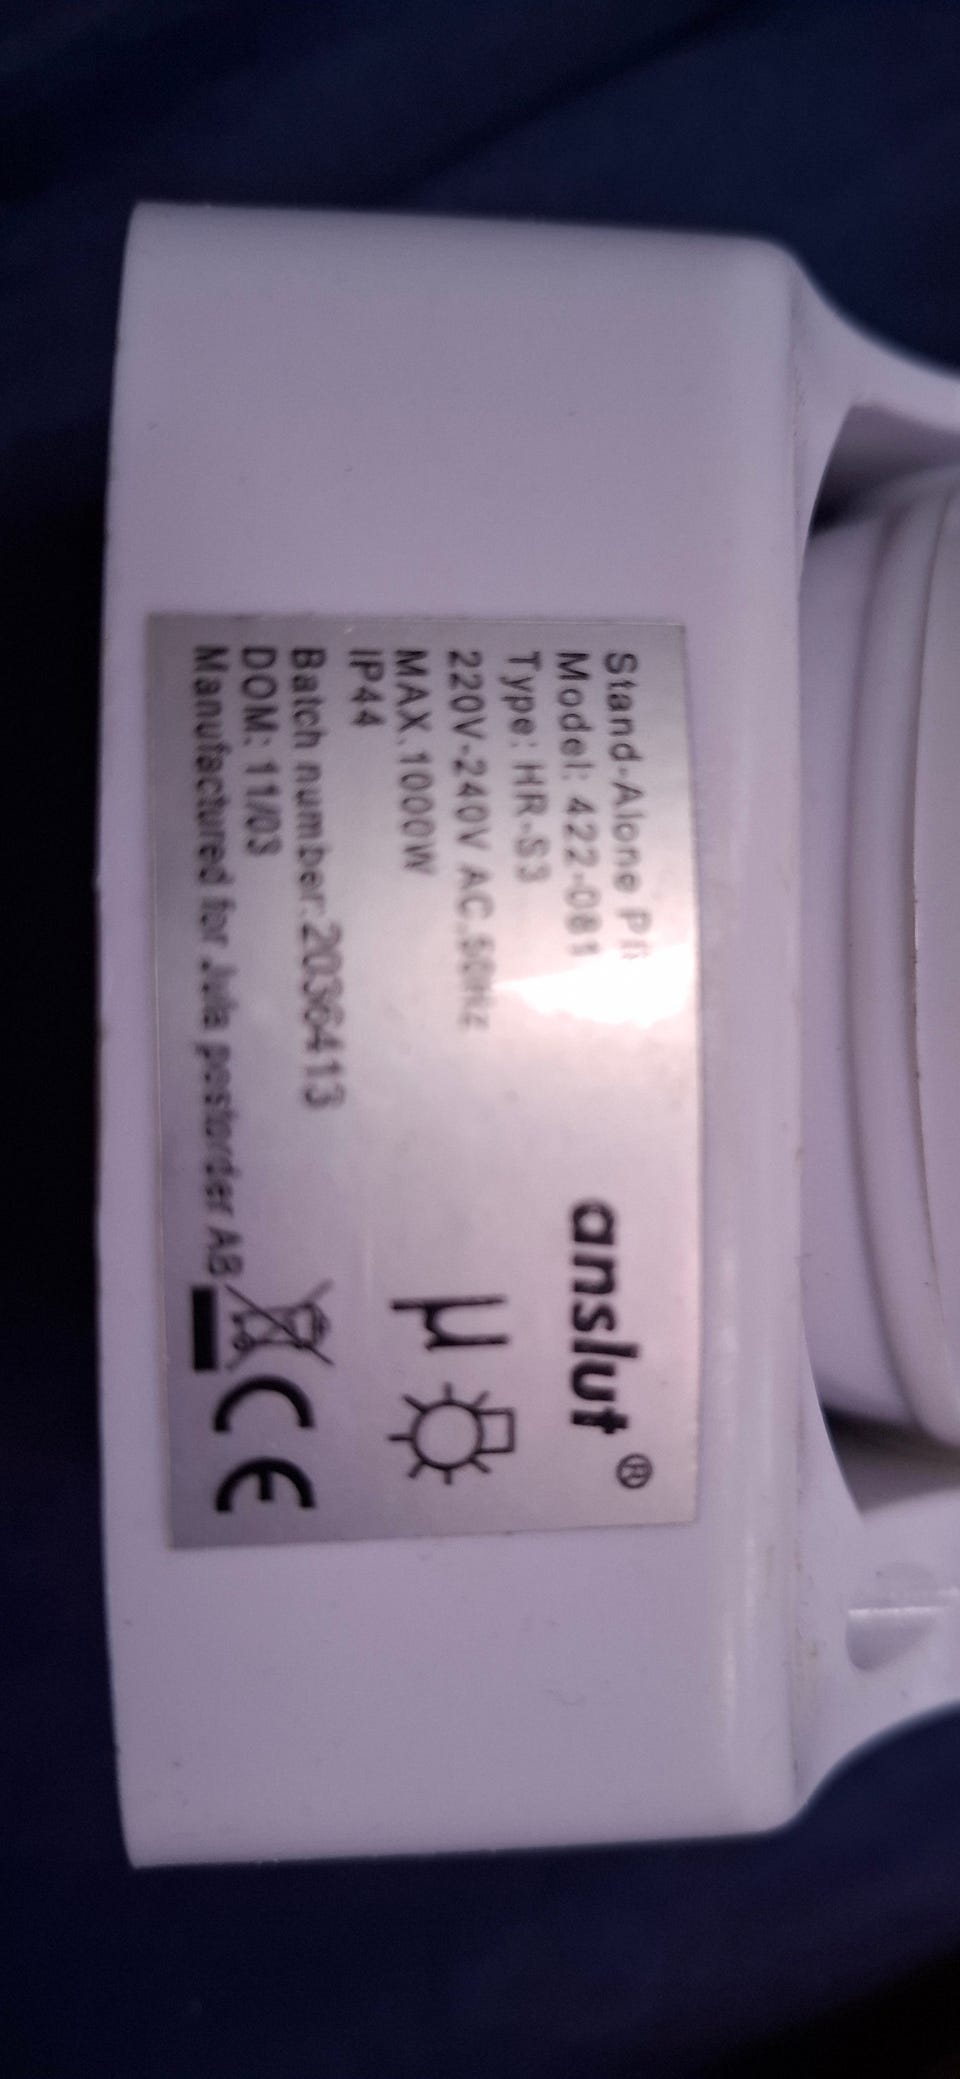 Stand-Alone
Model: 422-081
Type: HR-S3
220V-240V AC.50Hz
MAX.1000W
IP44
Batch number:2036413
DOM: 11/03
Manufactured for Jula postorder AB
anslut ®
μ
CE